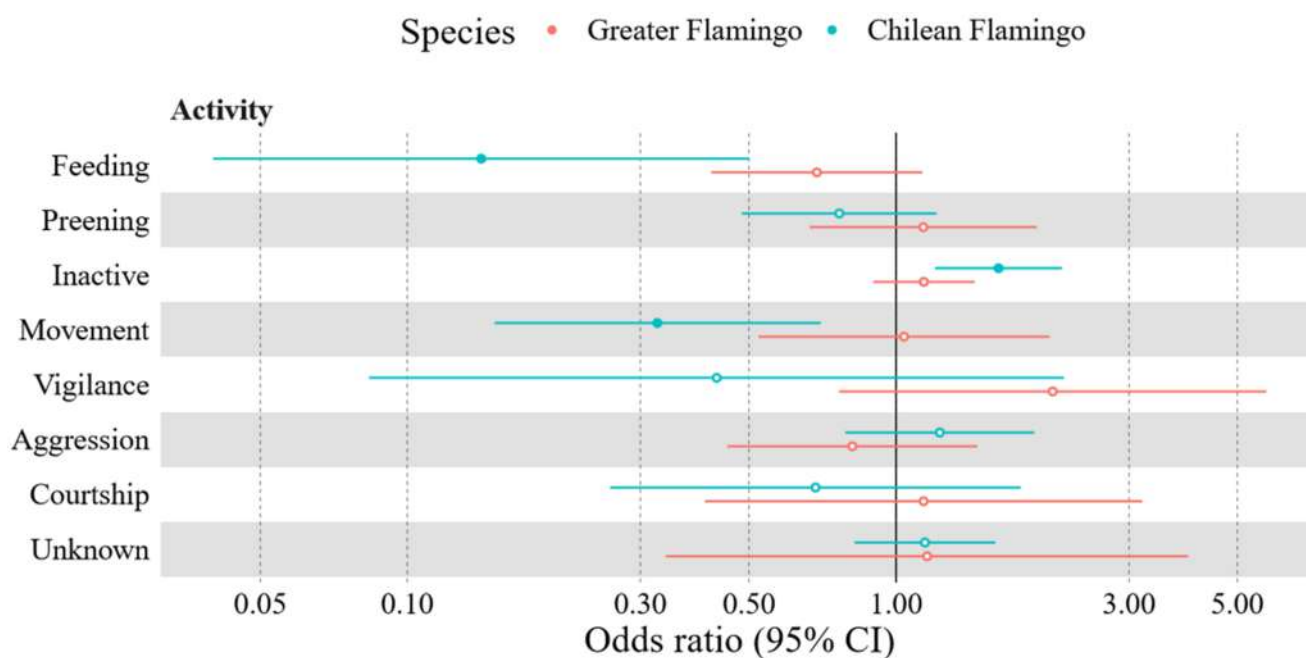 Species Greater Flamingo Chilean Flamingo
Activity
Feeding
Preening
Inactive
Movement
Vigilance
Aggression
Courtship
Unknown
0.05 0.10 0.30 0.50 1.00 3.00 5.00
Odds ratio (95% CI)